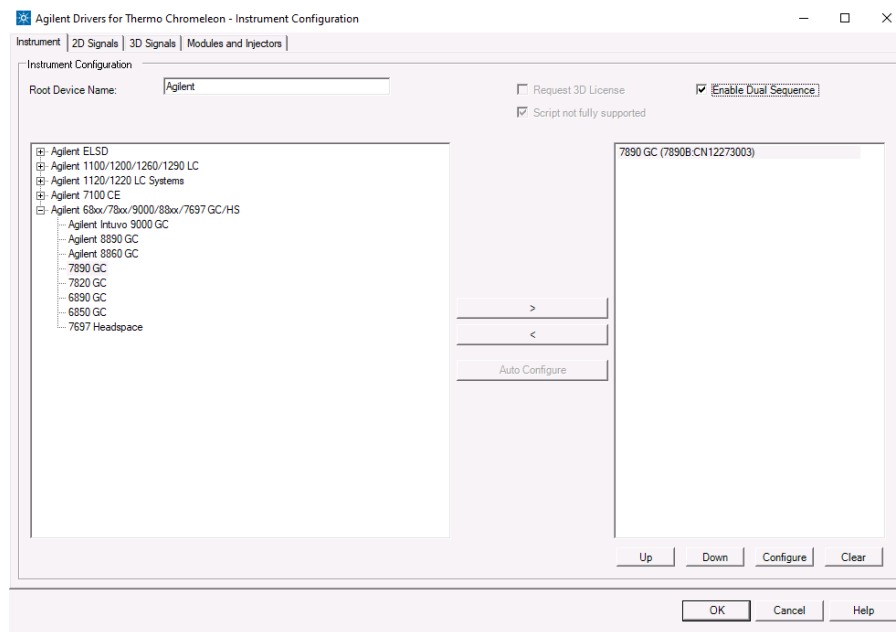 Agilent Drivers for Thermo Chromeleon - Instrument Configuration
Instrument 2D Signals 3D Signals Modules and Injectors
Instrument Configuration
Root Device Name: Agilent Request 3D License Enable Dual Sequence
Script not fully supported
Agilent ELSD
Agilent 1100/1200/1260/1290 LC
Agilent 1120/1220 LC Systems
Agilent 7100 CE
Agilent 68xx/78xx/9000/88xx/7697 GC/HS
Agilent Intuvo 9000 GC
Agilent 8890 GC
Agilent 8860 GC
7890 GC
7820 GC
6890 GC
6850 GC
7697 Headspace
>
<
Auto Configure
7890 GC (7890B:CN12273003)
Up Down Configure Clear
OK Cancel Help